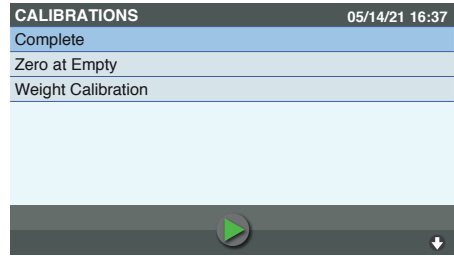 CALIBRATIONS 05/14/21 16:37
Complete
Zero at Empty
Weight Calibration